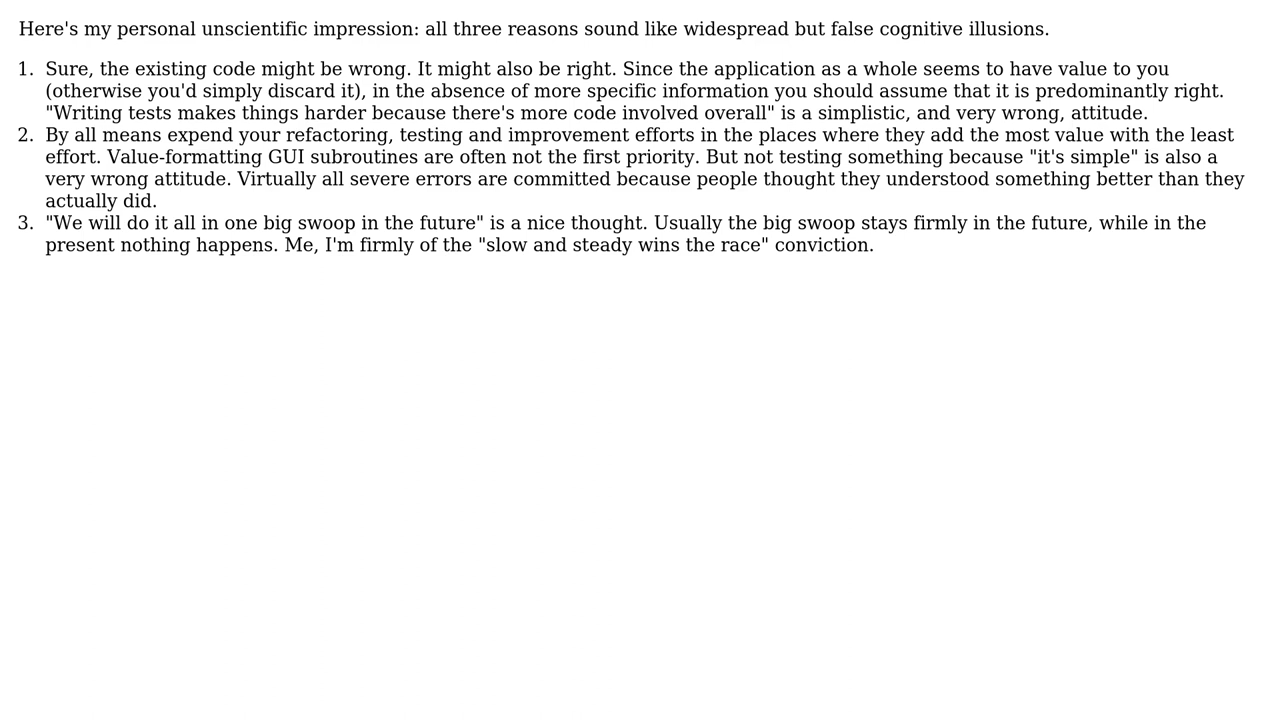 Here's my personal unscientific impression: all three reasons sound like widespread but false cognitive illusions.
1. Sure, the existing code might be wrong. It might also be right. Since the application as a whole seems to have value to you
(otherwise you'd simply discard it), in the absence of more specific information you should assume that it is predominantly right.
"Writing tests makes things harder because there's more code involved overall" is a simplistic, and very wrong, attitude.
2. By all means expend your refactoring, testing and improvement efforts in the places where they add the most value with the least
effort. Value-formatting GUI subroutines are often not the first priority. But not testing something because "it's simple" is also a
very wrong attitude. Virtually all severe errors are committed because people thought they understood something better than they
actually did.
3. "We will do it all in one big swoop in the future" is a nice thought. Usually the big swoop stays firmly in the future, while in the
present nothing happens. Me, I'm firmly of the "slow and steady wins the race" conviction.